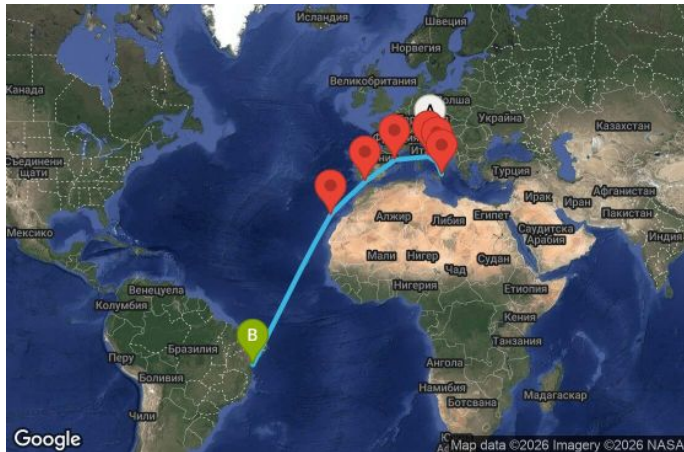 Исландия
Швеция
Норвегия
Канада
Великобритания
A
Украйна
Казахстан
Съединени
щати
Турция
Афганистан
Ирак
Иран
Пакистан
Алжир
Либия
Египет
Саудитска
Арабия
Индия
Мексико
Мали
Нигер
Чад
Судан
Нигерия
Етиопия
Венецуела
Колумбия
Кения
Танзания
B
Перу
Бразилия
Боливия
Ангола
Намибия
Ботсвана
Мадагаскар
Чили
Google
Map data ©2026 Imagery ©2026 NASA